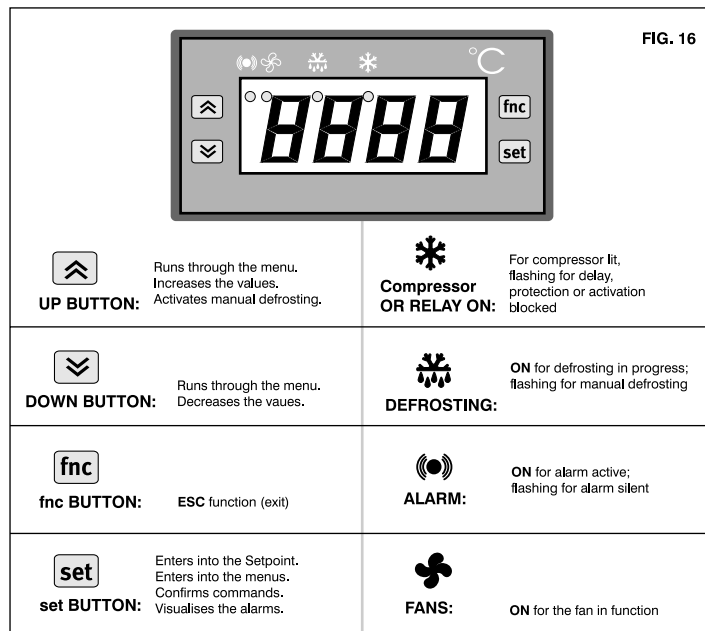 FIG. 16
°C
8888
fnc
set
UP BUTTON:
Runs through the menu.
Increases the values.
Activates manual defrosting.
Compressor
OR RELAY ON:
For compressor lit,
flashing for delay,
protection or activation
blocked
DOWN BUTTON:
Runs through the menu.
Decreases the vaues.
DEFROSTING:
ON for defrosting in progress;
flashing for manual defrosting
fnc
fnc BUTTON:
ESC function (exit)
ALARM:
ON for alarm active;
flashing for alarm silent
set
set BUTTON:
Enters into the Setpoint.
Enters into the menus.
Confirms commands.
Visualises the alarms.
FANS:
ON for the fan in function